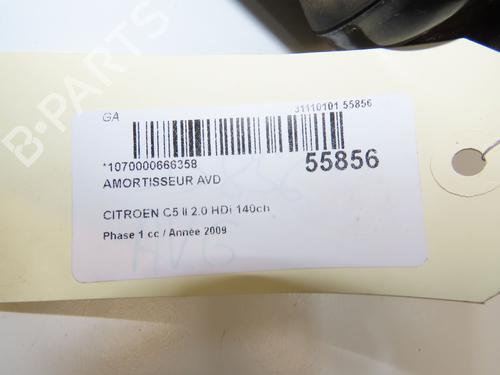 GA
31110101 55856
*1070000666358
55856
AMORTISSEUR AVD
CITROEN C5 II 2.0 HDi 140ch
Phase 1 cc / Année 2009
B-PARTS